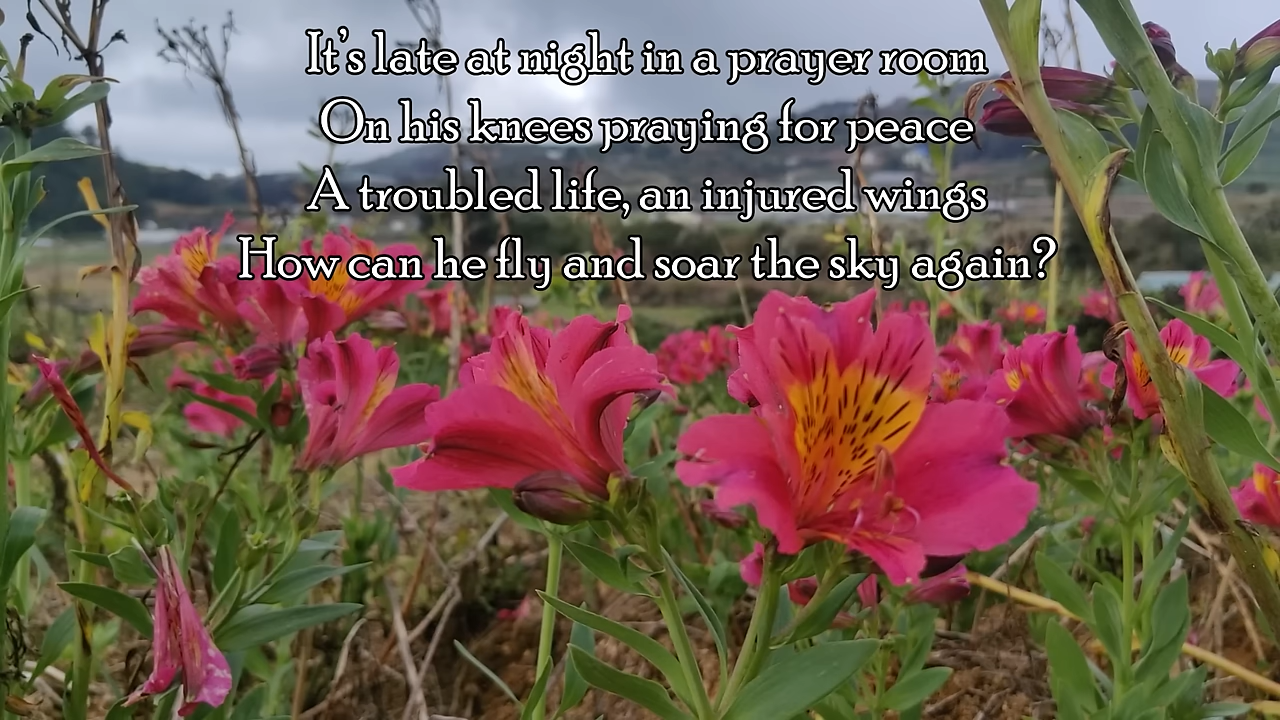 It's late at night in a prayer room
On his knees praying for peace
A troubled life, an injured wings
How can he fly and soar the sky again?